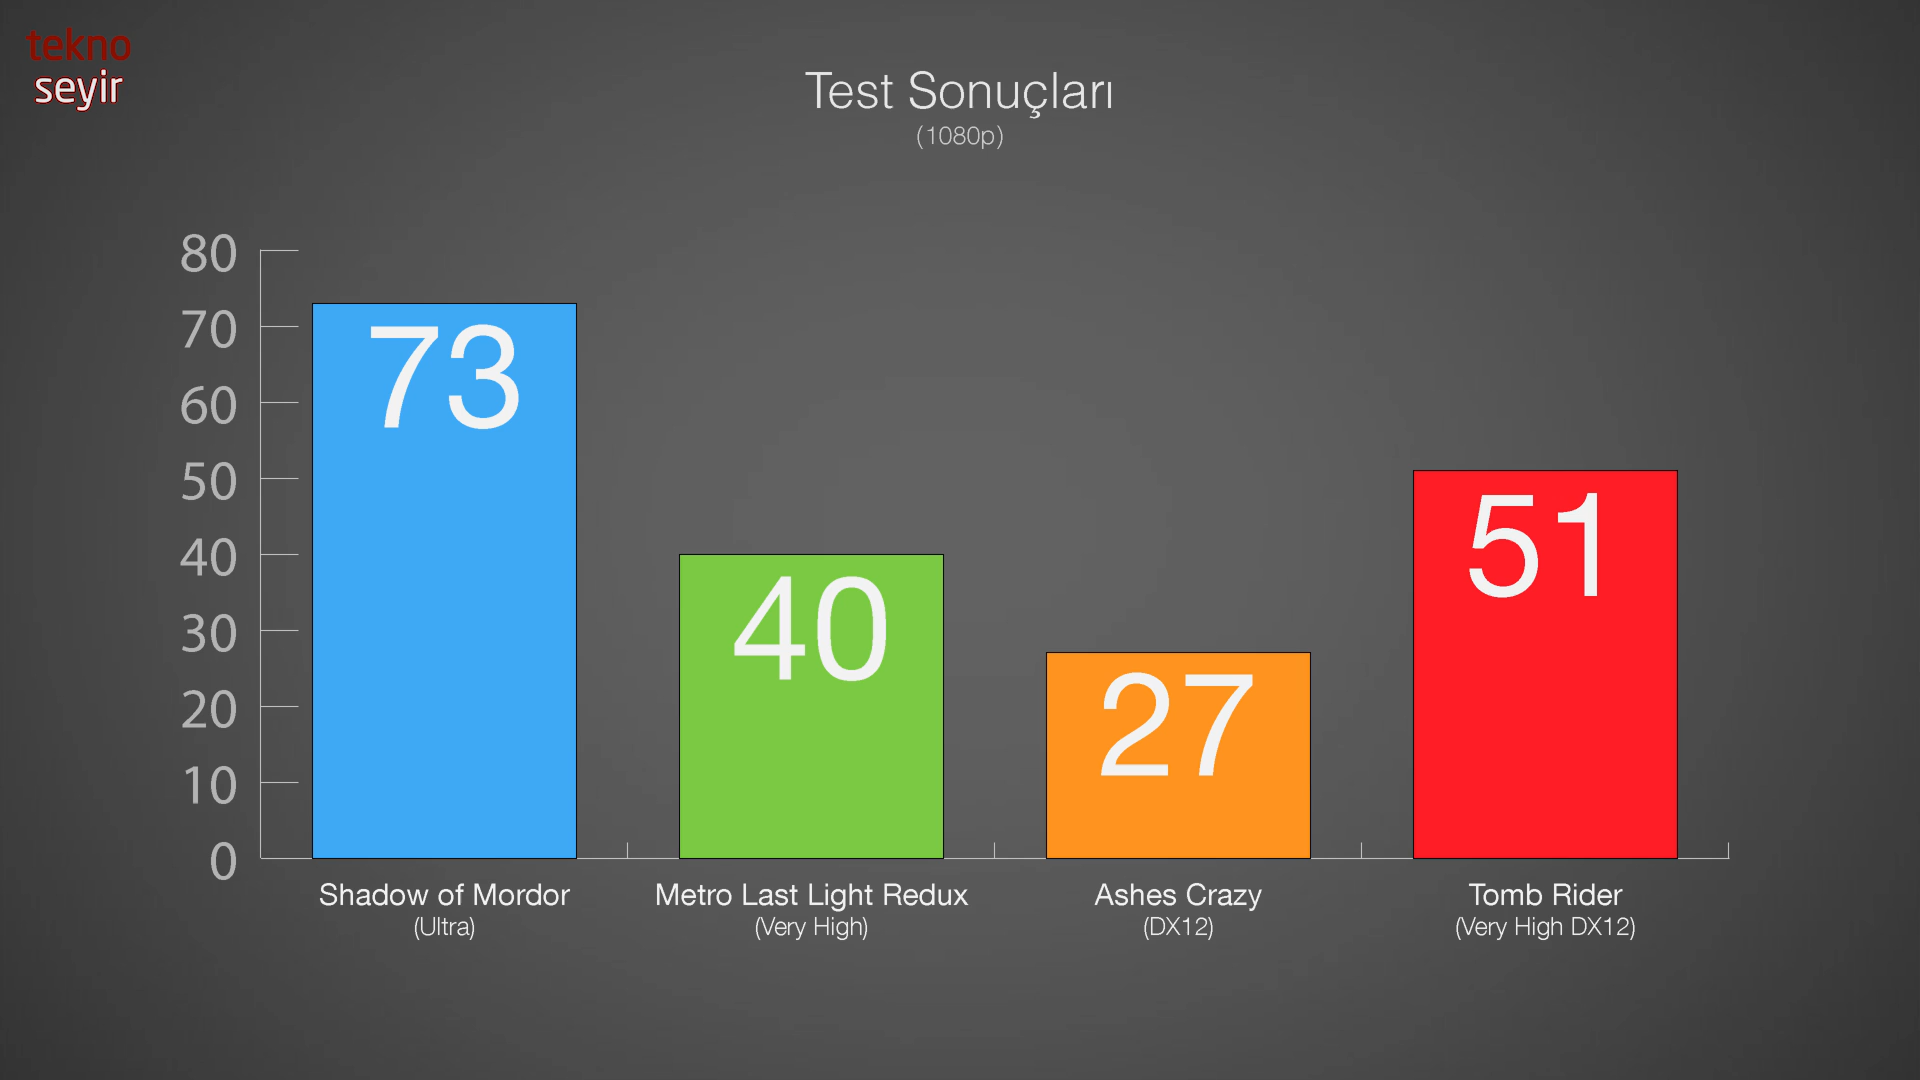 tekno
seyir
Test Sonuçları
(1080p)
80
70
60
50
40
30
20
10
0
73
40
27
51
Shadow of Mordor
(Ultra)
Metro Last Light Redux
(Very High)
Ashes Crazy
(DX12)
Tomb Rider
(Very High DX12)